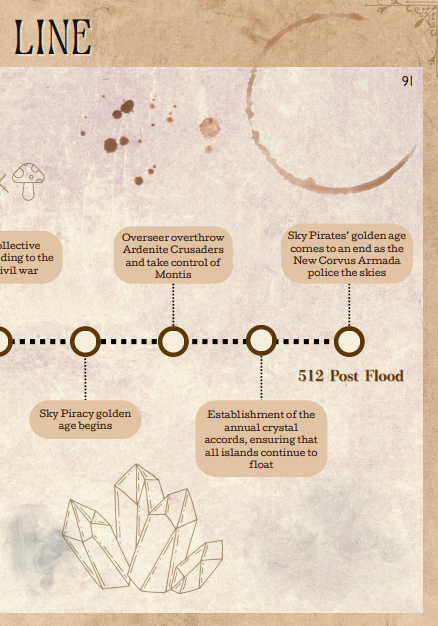 LINE
91
ollective
ding to the
ivil war
Overseer overthrow
Ardenite Crusaders
and take control of
Montis
Sky Pirates' golden age
comes to an end as the
New Corvus Armada
police the skies
512 Post Flood
Sky Piracy golden
age begins
Establishment of the
annual crystal
accords, ensuring that
all islands continue to
float